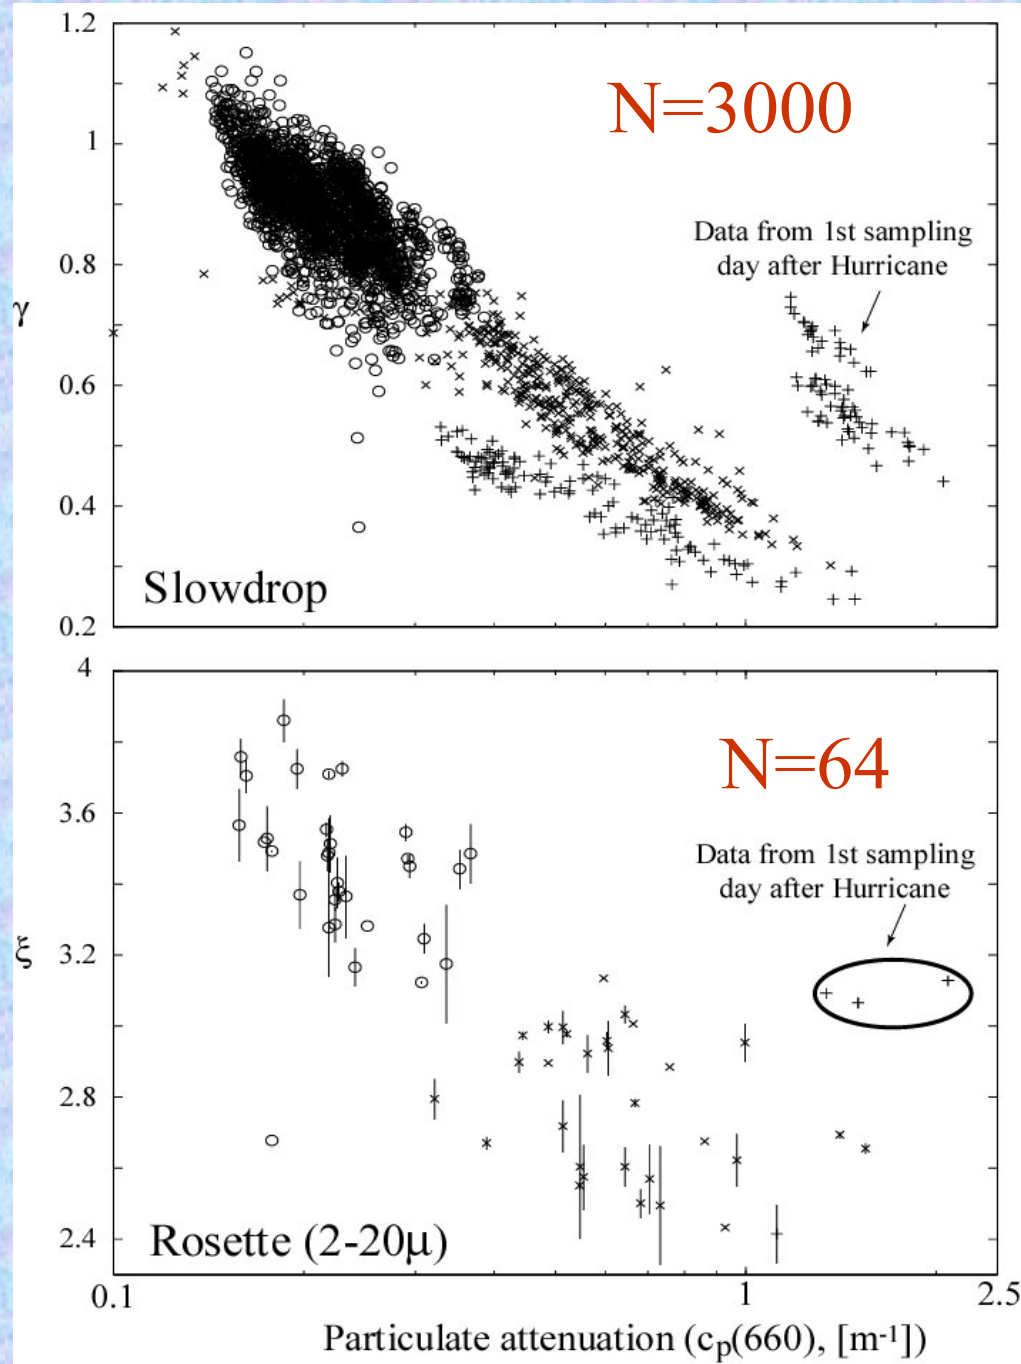 1.2
N=3000
1
Data from 1st sampling
day after Hurricane
0.8
γ
0.6
0.4
Slowdrop
0.2
4
N=64
3.6
Data from 1st sampling
day after Hurricane
3.2
ξ
2.8
2.4
Rosette (2-20μ)
0.1 1 2.5
Particulate attenuation (cp(660), [m-1])